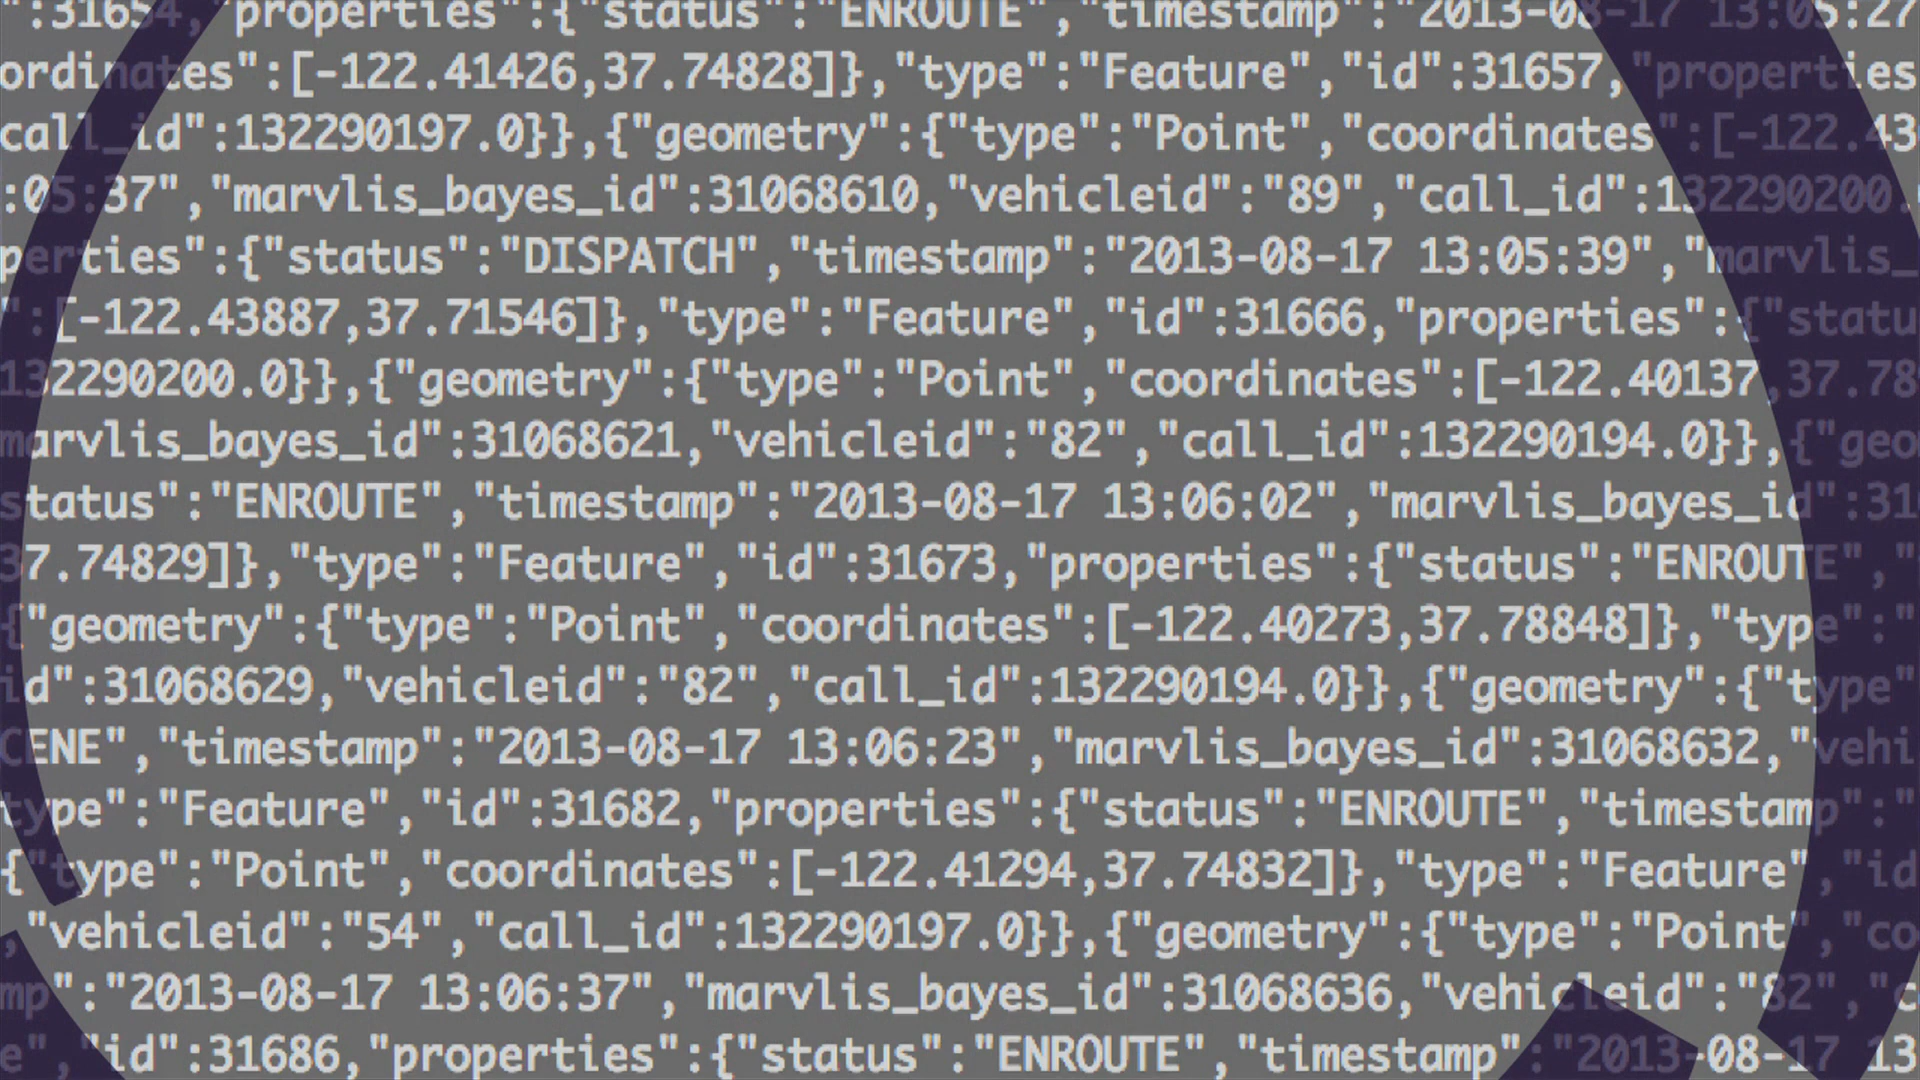 ":31654,"properties":{"status":"ENROUTE","timestamp":"2013-08-17 13:05:27
ordinates":[-122.41426,37.74828]},"type":"Feature","id":31657,"properties
call_id":132290197.0}},{"geometry":{"type":"Point","coordinates":[-122.43
:05:37","marvlis_bayes_id":31068610,"vehicleid":"89","call_id":132290200.
perties":{"status":"DISPATCH","timestamp":"2013-08-17 13:05:39","marvlis_
":[-122.43887,37.71546]},"type":"Feature","id":31666,"properties":{"statu
132290200.0}},{"geometry":{"type":"Point","coordinates":[-122.40137,37.78
marvlis_bayes_id":31068621,"vehicleid":"82","call_id":132290194.0}},{"geo
status":"ENROUTE","timestamp":"2013-08-17 13:06:02","marvlis_bayes_id":31
37.74829]},"type":"Feature","id":31673,"properties":{"status":"ENROUTE","
{"geometry":{"type":"Point","coordinates":[-122.40273,37.78848]},"type":"
id":31068629,"vehicleid":"82","call_id":132290194.0}},{"geometry":{"type"
CENE","timestamp":"2013-08-17 13:06:23","marvlis_bayes_id":31068632,"vehi
type":"Feature","id":31682,"properties":{"status":"ENROUTE","timestamp":"
{"type":"Point","coordinates":[-122.41294,37.74832]},"type":"Feature","id
,"vehicleid":"54","call_id":132290197.0}},{"geometry":{"type":"Point","co
mp":"2013-08-17 13:06:37","marvlis_bayes_id":31068636,"vehicleid":"82","c
e","id":31686,"properties":{"status":"ENROUTE","timestamp":"2013-08-17 13